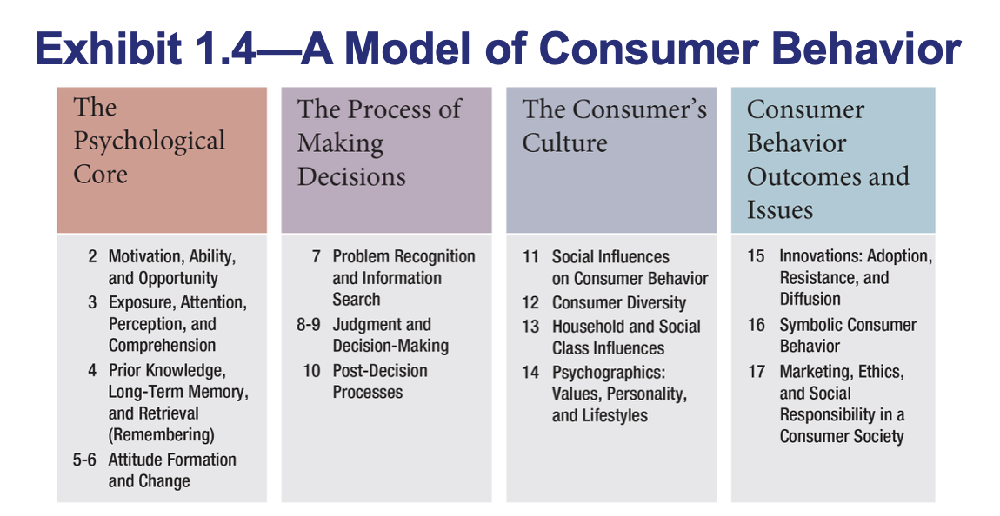 Exhibit 1.4—A Model of Consumer Behavior
The
Psychological
Core
2 Motivation, Ability,
and Opportunity
3 Exposure, Attention,
Perception, and
Comprehension
4 Prior Knowledge,
Long-Term Memory,
and Retrieval
(Remembering)
5-6 Attitude Formation
and Change
The Process of
Making
Decisions
7 Problem Recognition
and Information
Search
8-9 Judgment and
Decision-Making
10 Post-Decision
Processes
The Consumer’s
Culture
11 Social Influences
on Consumer Behavior
12 Consumer Diversity
13 Household and Social
Class Influences
14 Psychographics:
Values, Personality,
and Lifestyles
Consumer
Behavior
Outcomes and
Issues
15 Innovations: Adoption,
Resistance, and
Diffusion
16 Symbolic Consumer
Behavior
17 Marketing, Ethics,
and Social
Responsibility in a
Consumer Society